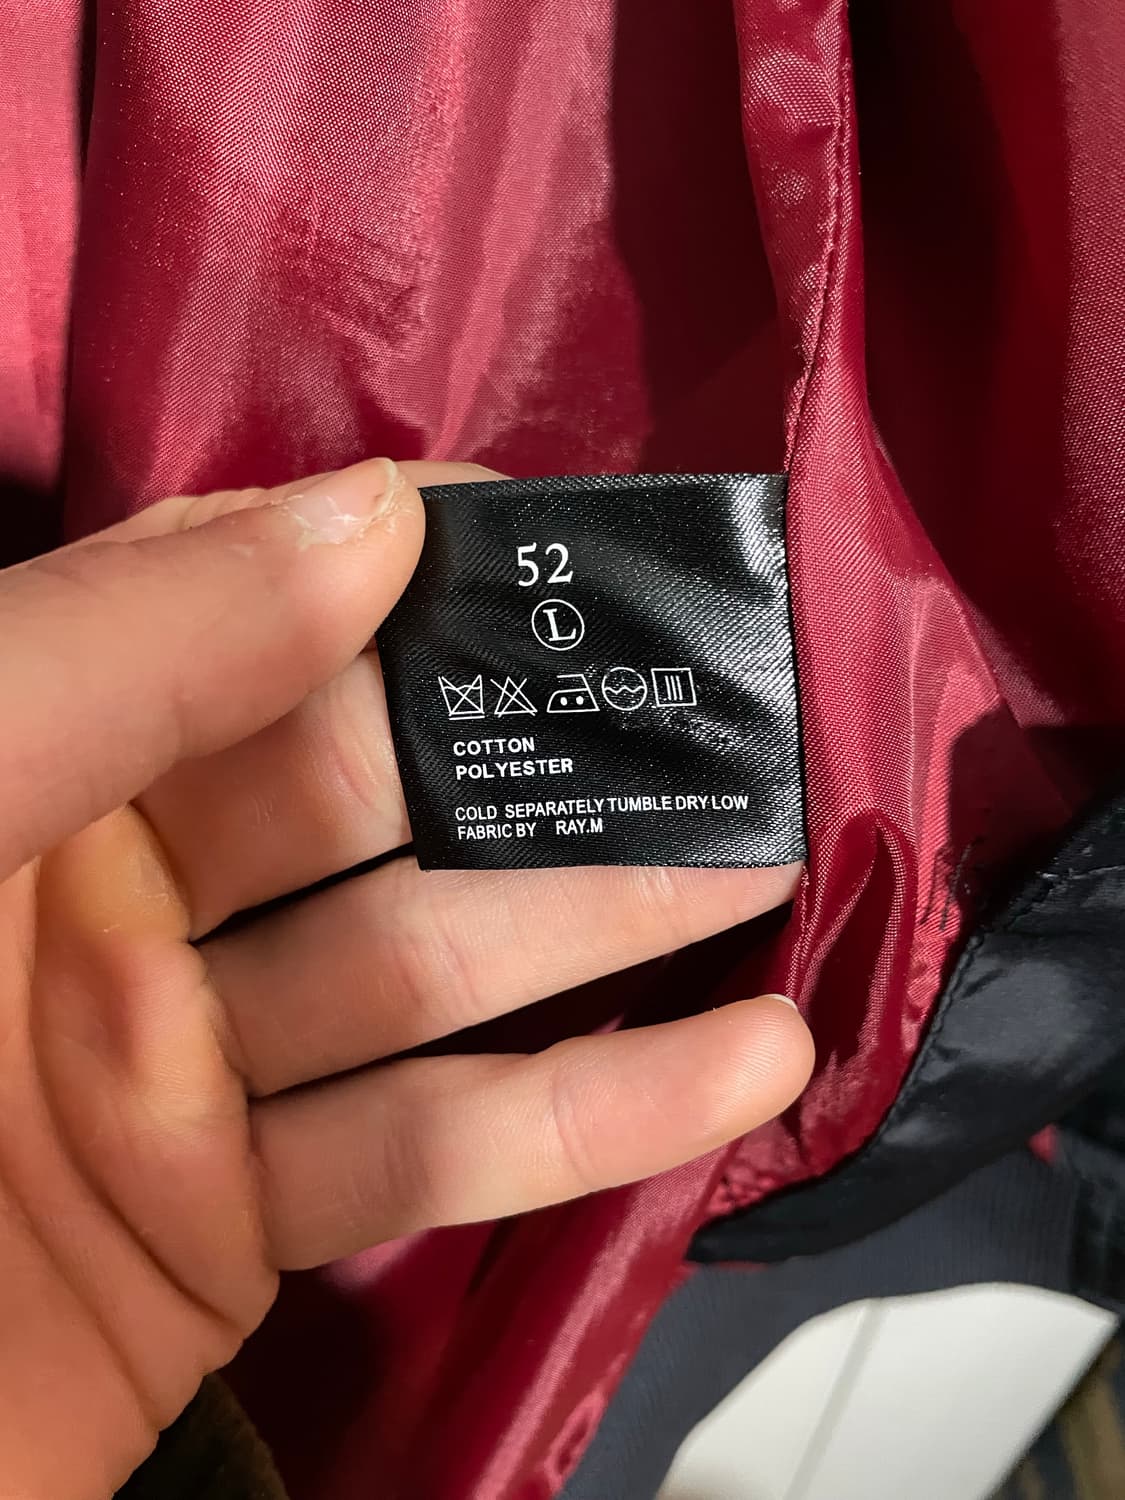 52
L
COTTON
POLYESTER
COLD SEPARATELY TUMBLE DRY LOW
FABRIC BY RAY.M